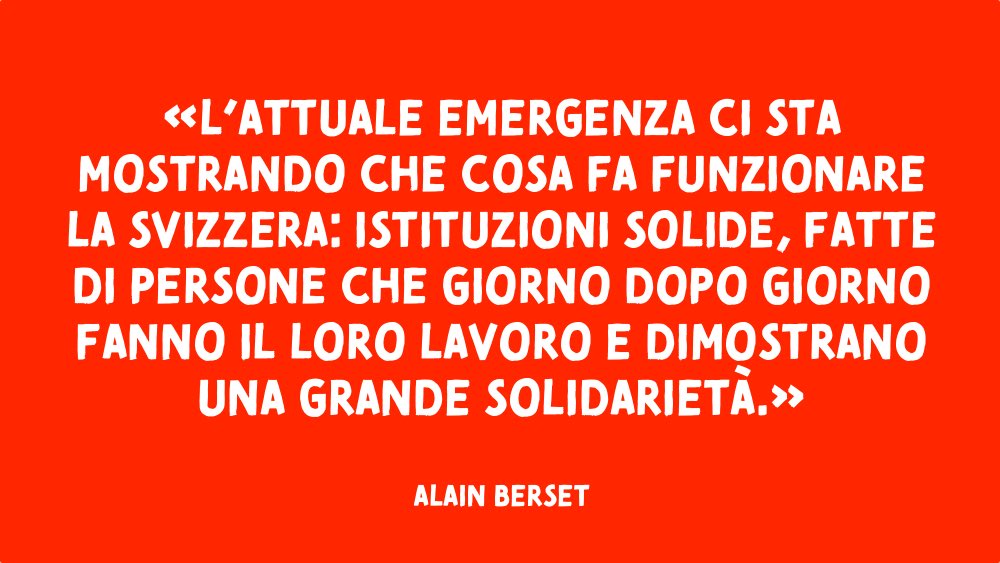 «L'ATTUALE EMERGENZA CI STA
MOSTRANDO CHE COSA FA FUNZIONARE
LA SVIZZERA: ISTITUZIONI SOLIDE, FATTE
DI PERSONE CHE GIORNO DOPO GIORNO
FANNO IL LORO LAVORO E DIMOSTRANO
UNA GRANDE SOLIDARIETÀ.»
ALAIN BERSET